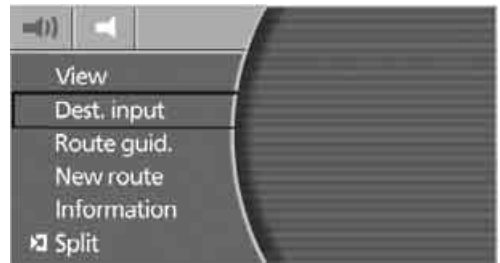 View
Dest. input
Route guid.
New route
Information
Split